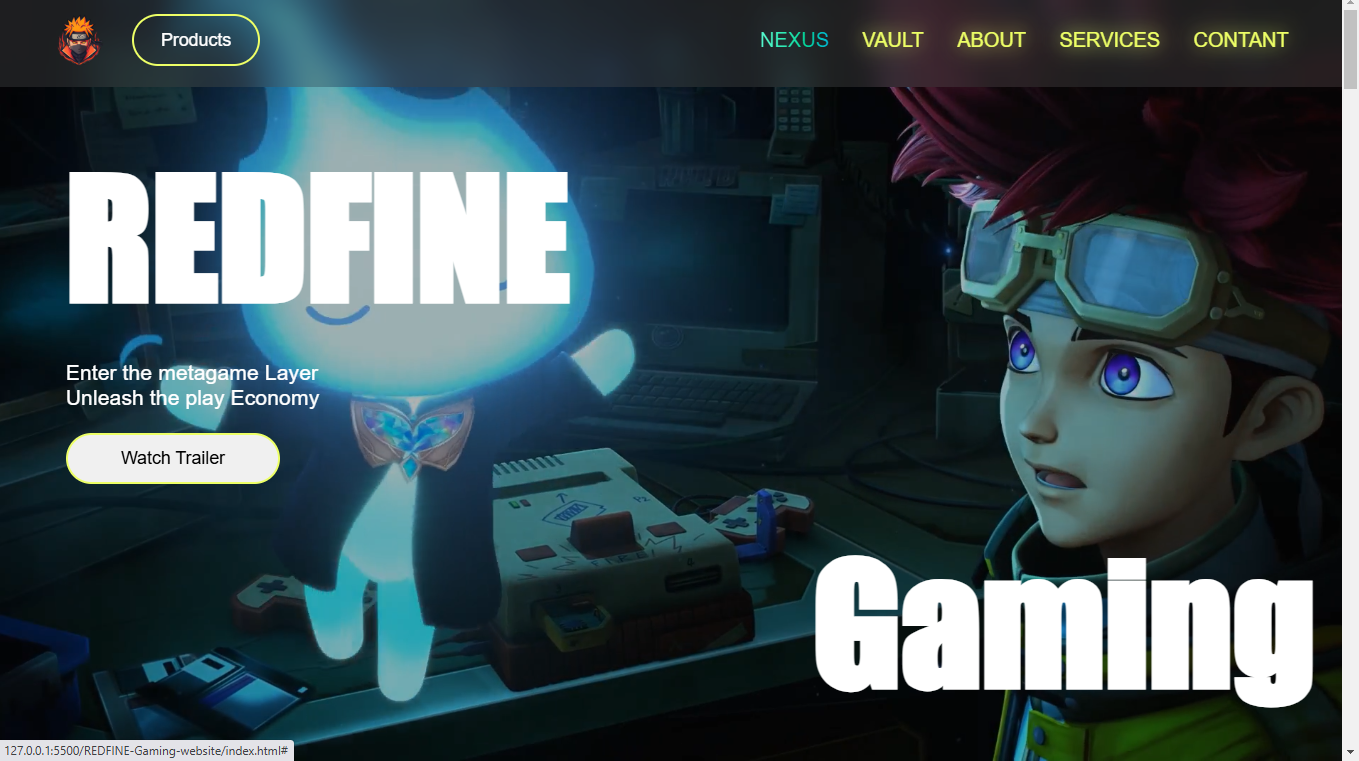 Products
NEXUS VAULT ABOUT SERVICES CONTANT
REDFINE
Enter the metagame Layer
Unleash the play Economy
Watch Trailer
Gaming
127.0.0.1:5500/REDFINE-Gaming-website/index.html#